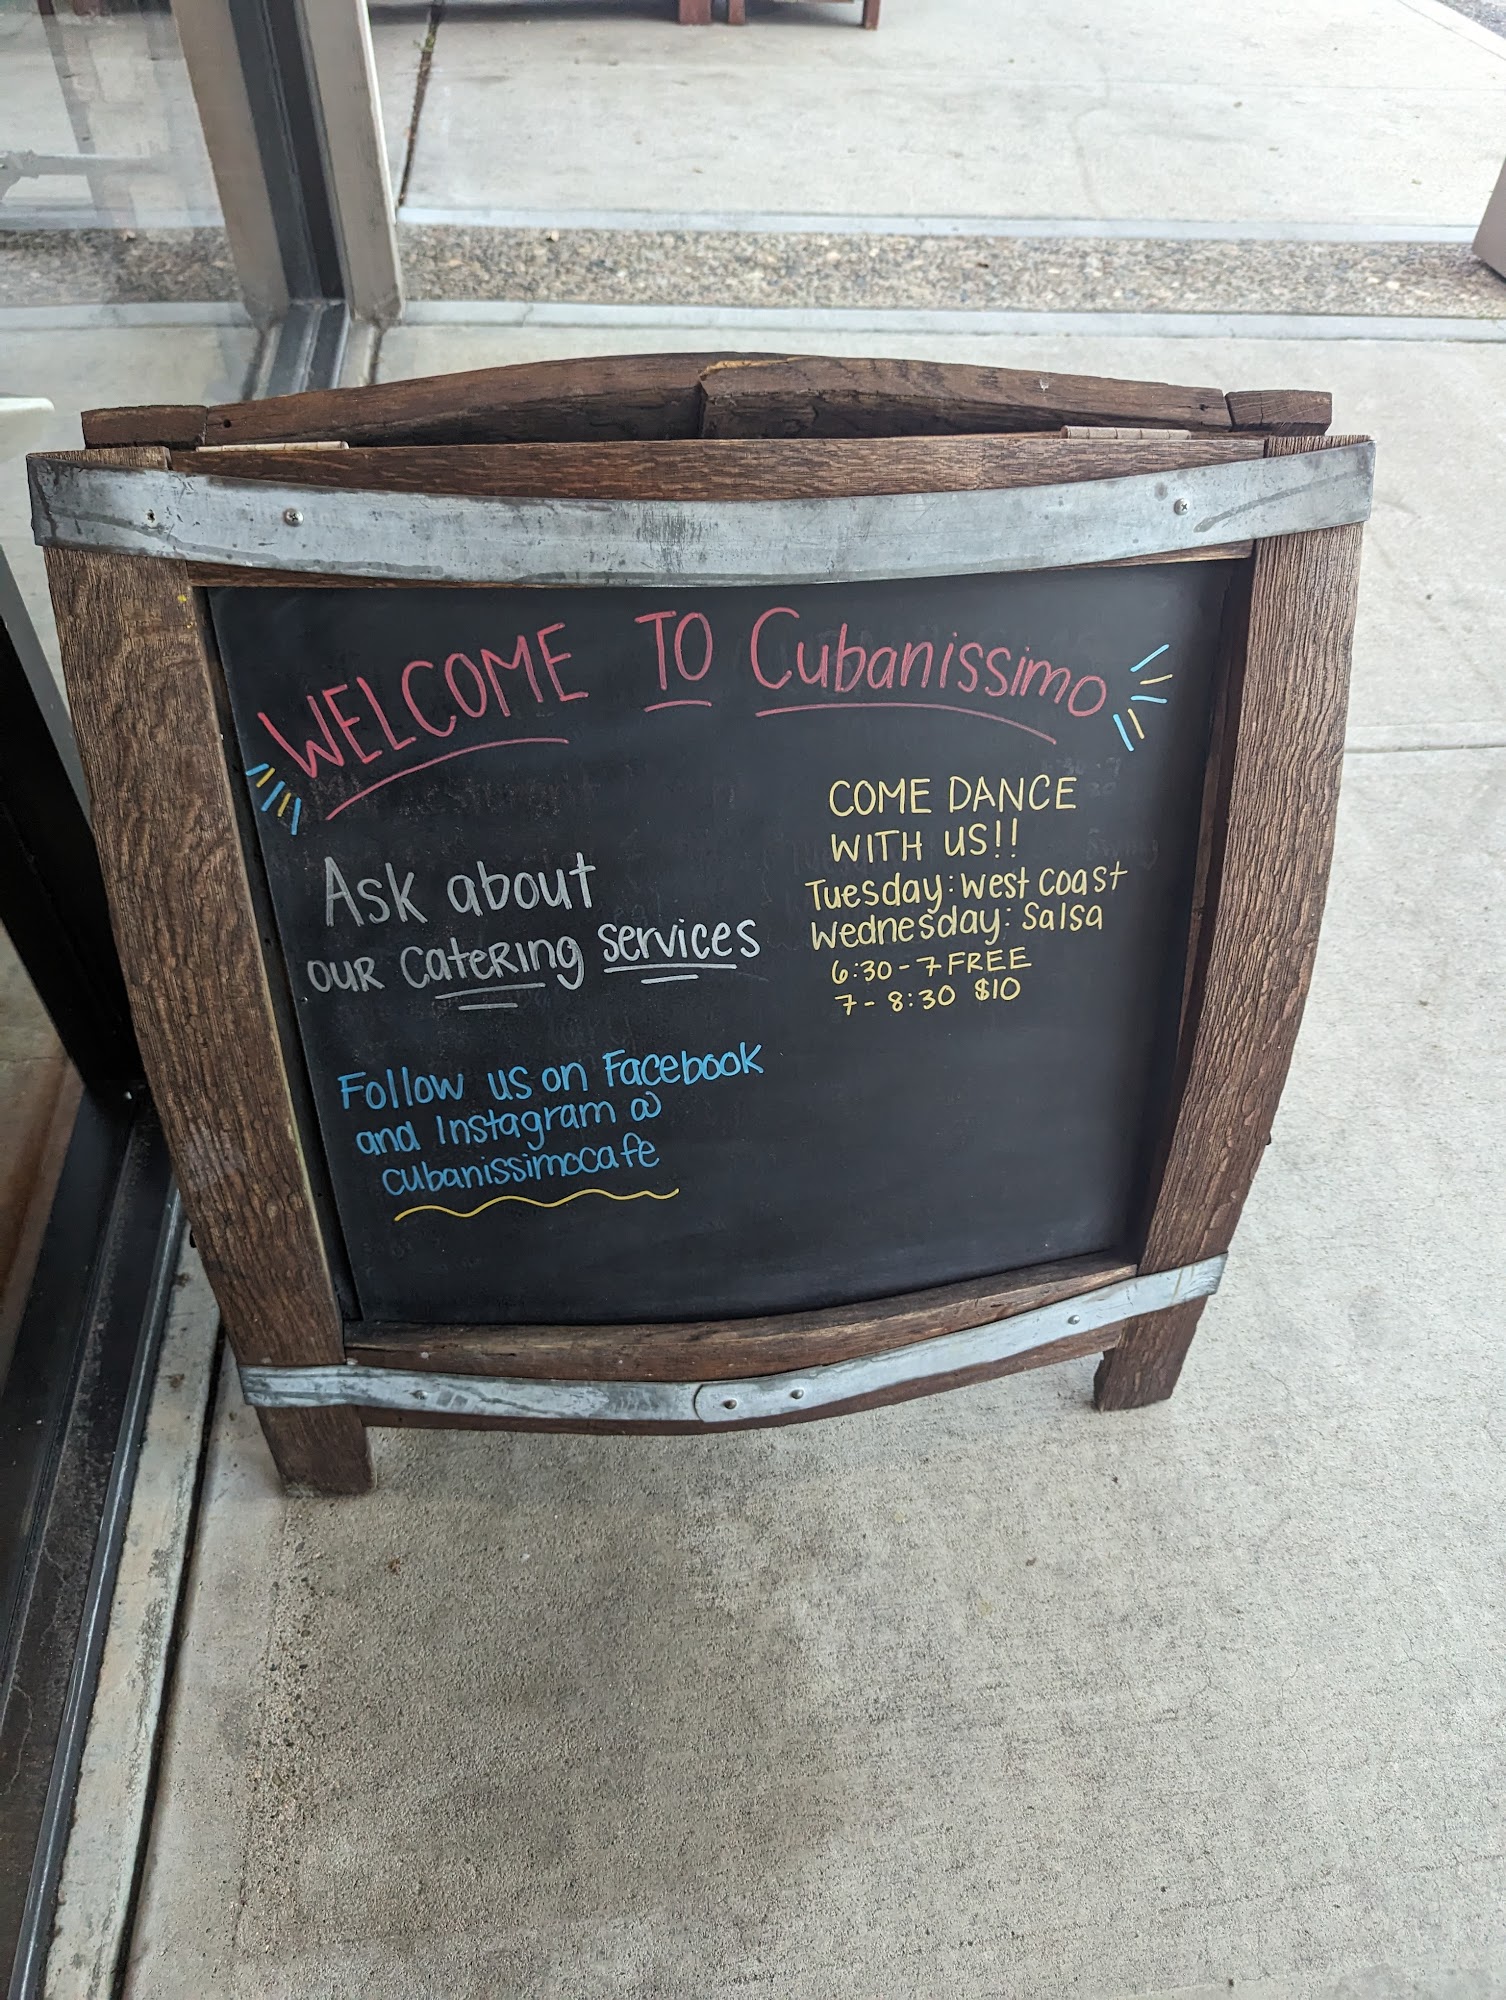 WELCOME TO Cubanissimo
Ask about
our catering services
Follow us on Facebook
and Instagram @
cubanissimocafe
COME DANCE
WITH US!!
Tuesday: West Coast
Wednesday: Salsa
6:30-7 FREE
7-8:30 $10